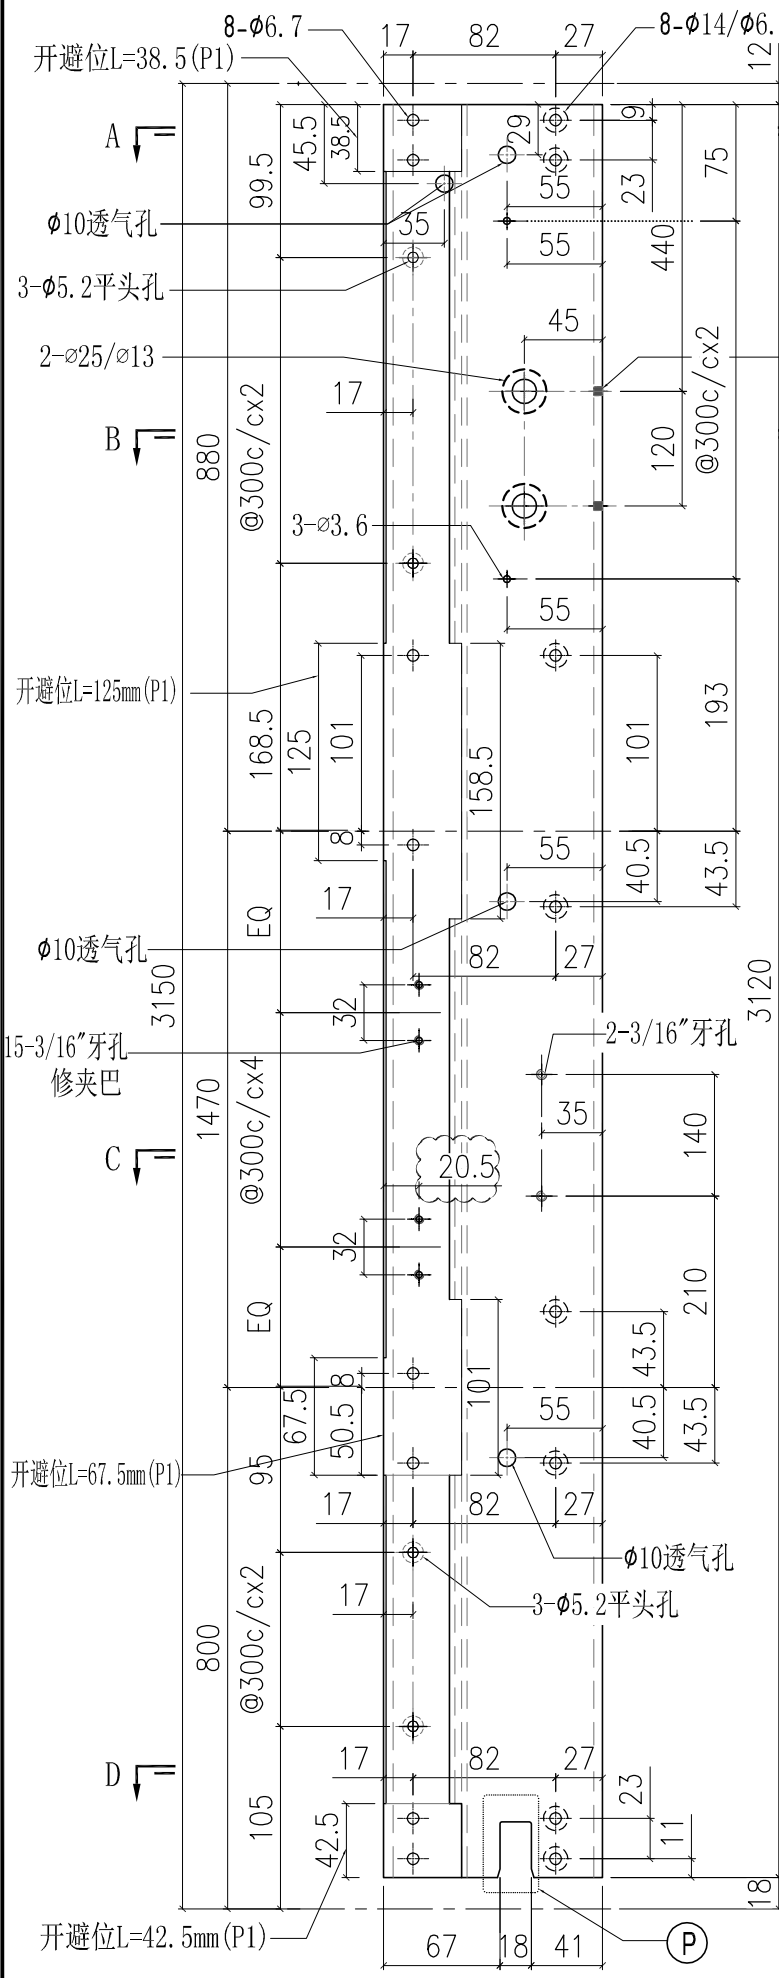 8-ϕ6.7
17
82
27
8-ϕ14/ϕ6.
开避位L=38.5(P1)
12
A
99.5
45.5
38.5
29
9
23
75
55
ϕ10透气孔
35
55
440
3-ϕ5.2平头孔
45
2-⌀25/⌀13
17
@300c/cx2
120
@300c/cx2
B
880
3-⌀3.6
55
开避位L=125mm(P1)
168.5
125
101
158.5
101
193
8
55
40.5
43.5
17
EQ
ϕ10透气孔
82
27
3150
3120
32
15-3/16"牙孔
修夹巴
2-3/16"牙孔
1470
@300c/cx4
35
140
C
20.5
32
EQ
210
43.5
67.5
8
50.5
101
55
40.5
43.5
开避位L=67.5mm(P1)
95
17
82
27
ϕ10透气孔
3-ϕ5.2平头孔
17
800
@300c/cx2
17
82
27
D
105
42.5
23
11
18
开避位L=42.5mm(P1)
67
18
41
P